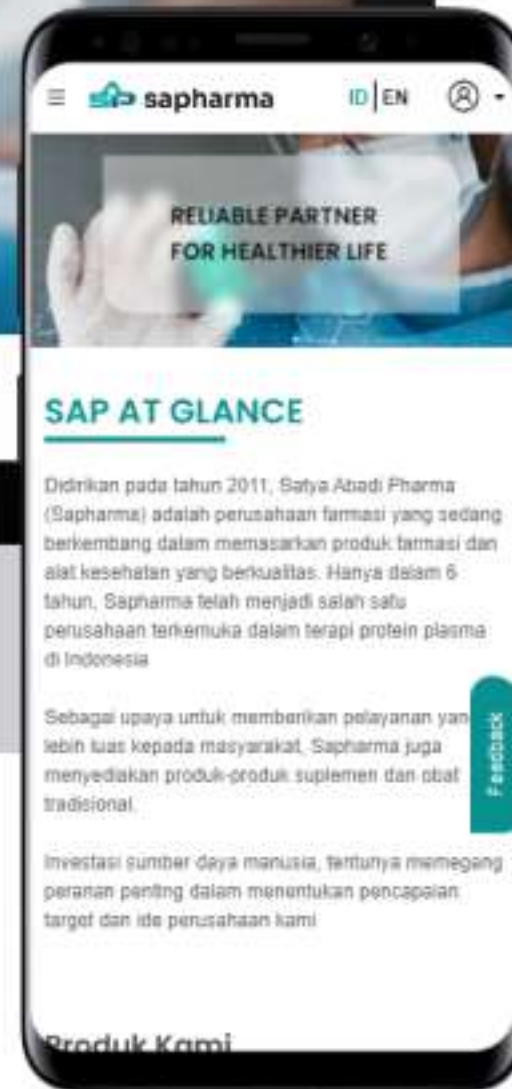 sapharma
ID | EN
RELIABLE PARTNER
FOR HEALTHIER LIFE
SAP AT GLANCE
Didirikan pada tahun 2011, Satya Abadi Pharma
(Sapharma) adalah perusahaan farmasi yang sedang
berkembang dalam memasarkan produk farmasi dan
alat kesehatan yang berkualitas. Hanya dalam 6
tahun, Sapharma telah menjadi salah satu
perusahaan terkemuka dalam terapi protein plasma
di Indonesia
Sebagai upaya untuk memberikan pelayanan yan
lebih luas kepada masyarakat, Sapharma juga
menyediakan produk-produk suplemen dan obat
tradisional.
Feedback
Investasi sumber daya manusia, tentunya memegang
peranan penting dalam menentukan pencapaian
target dan ide perusahaan kami
Produk Kami